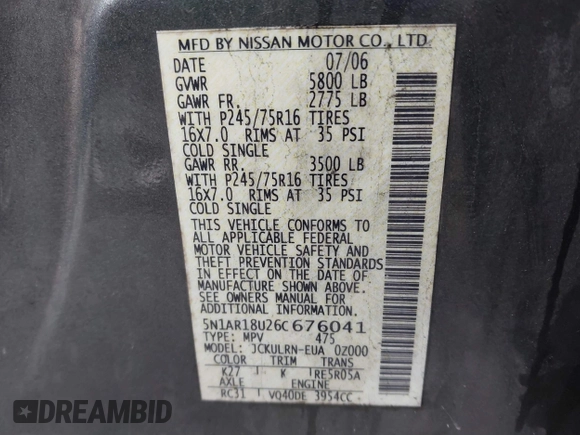 MFD BY NISSAN MOTOR CO., LTD
DATE 07/06
GVWR 5800 LB
GAWR FR. 2775 LB
WITH P245/75R16 TIRES
16X7.0 RIMS AT 35 PSI
COLD SINGLE
GAWR RR. 3500 LB
WITH P245/75R16 TIRES
16X7.0 RIMS AT 35 PSI
COLD SINGLE
THIS VEHICLE CONFORMS TO
ALL APPLICABLE FEDERAL
MOTOR VEHICLE SAFETY AND
THEFT PREVENTION STANDARDS
IN EFFECT ON THE DATE OF
MANUFACTURE SHOWN ABOVE.
SEE OWNERS MANUAL FOR
ADDITIONAL INFORMATION.
5N1AR18U26C676041
TYPE: MPV 475
MODEL: JCKULRN-EUA 0Z000
COLOR TRIM TRANS
K27 K RE5R05A
AXLE ENGINE
RC31 VQ40DE 3954CC
DREAMBID DREAMBID